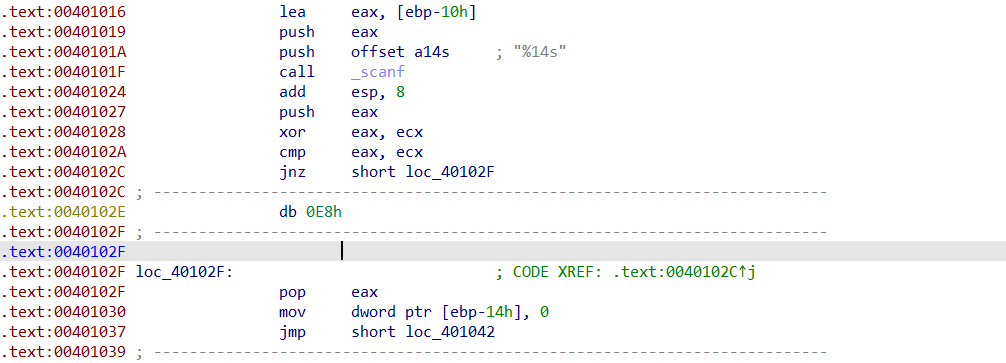 .text:00401016 lea eax, [ebp-10h]
.text:00401019 push eax
.text:0040101A push offset a14s ; "%14s"
.text:0040101F call _scanf
.text:00401024 add esp, 8
.text:00401027 push eax
.text:00401028 xor eax, ecx
.text:0040102A cmp eax, ecx
.text:0040102C jnz short loc_40102F
.text:0040102C ; ---------------------------------------------------------------------------
.text:0040102E db 0E8h
.text:0040102F ; ---------------------------------------------------------------------------
.text:0040102F
.text:0040102F loc_40102F: ; CODE XREF: .text:0040102C↑j
.text:0040102F pop eax
.text:00401030 mov dword ptr [ebp-14h], 0
.text:00401037 jmp short loc_401042
.text:00401039 ; ---------------------------------------------------------------------------